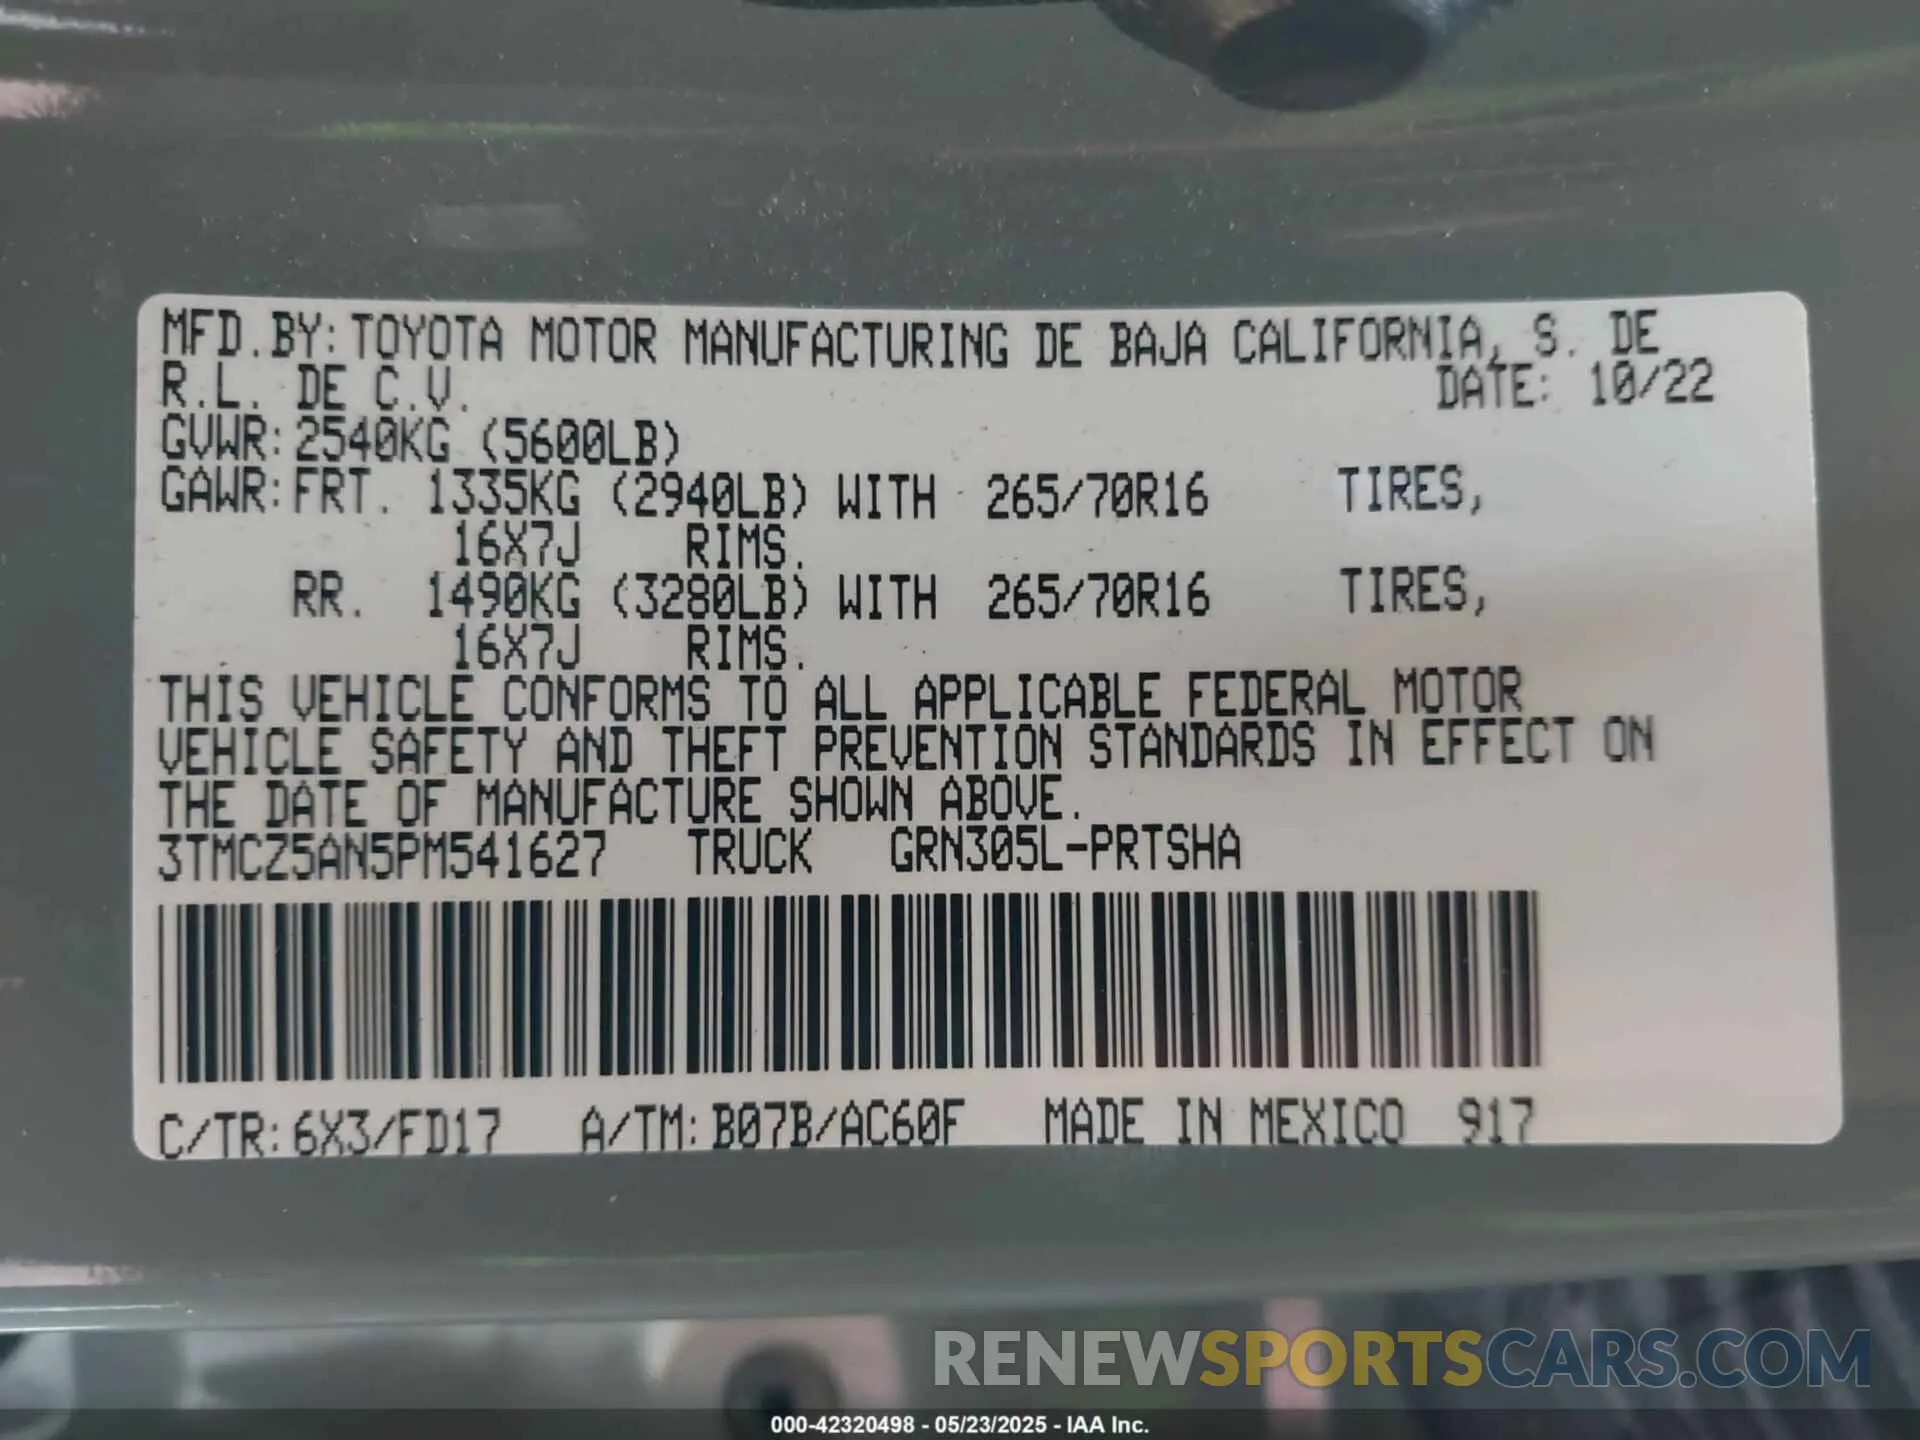 MFD.BY:TOYOTA MOTOR MANUFACTURING DE BAJA CALIFORNIA, S. DE
R.L. DE C.V. DATE: 10/22
GVWR:2540KG (5600LB)
GAWR:FRT. 1335KG (2940LB) WITH 265/70R16 TIRES,
16X7J RIMS.
RR. 1490KG (3280LB) WITH 265/70R16 TIRES,
16X7J RIMS.
THIS VEHICLE CONFORMS TO ALL APPLICABLE FEDERAL MOTOR
VEHICLE SAFETY AND THEFT PREVENTION STANDARDS IN EFFECT ON
THE DATE OF MANUFACTURE SHOWN ABOVE.
3TMCZ5AN5PM541627 TRUCK GRN305L-PRTSHA
C/TR:6X3/FD17 A/TM:B07B/AC60F MADE IN MEXICO 917
RENEWSPORTSCARS.COM
000-42320498 - 05/23/2025 - IAA Inc.